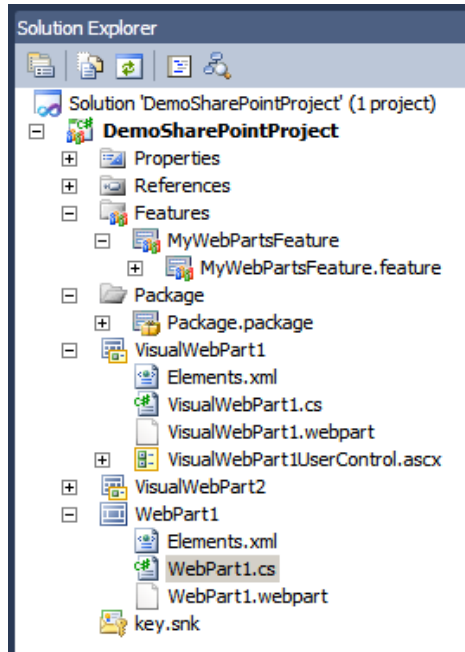 Solution Explorer
Solution 'DemoSharePointProject' (1 project)
DemoSharePointProject
Properties
References
Features
MyWebPartsFeature
MyWebPartsFeature.feature
Package
Package.package
VisualWebPart1
Elements.xml
VisualWebPart1.cs
VisualWebPart1.webpart
VisualWebPart1UserControl.ascx
VisualWebPart2
WebPart1
Elements.xml
WebPart1.cs
WebPart1.webpart
key.snk